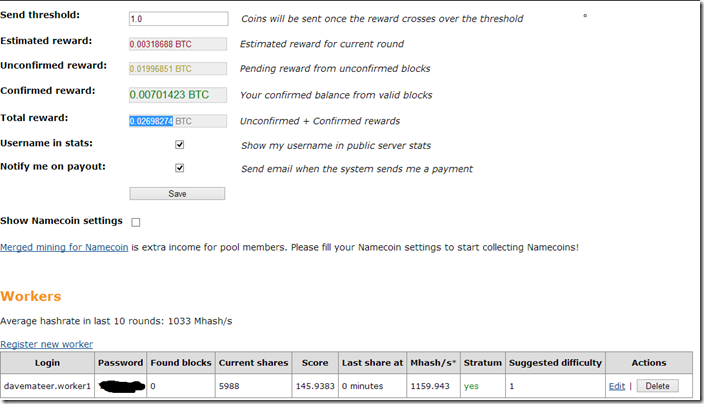 Send threshold: 1.0 Coins will be sent once the reward crosses over the threshold
Estimated reward: 0.00318688 BTC Estimated reward for current round
Unconfirmed reward: 0.01996851 BTC Pending reward from unconfirmed blocks
Confirmed reward: 0.00701423 BTC Your confirmed balance from valid blocks
Total reward: 0.02698274 BTC Unconfirmed + Confirmed rewards
Username in stats: Show my username in public server stats
Notify me on payout: Send email when the system sends me a payment
Save
Show Namecoin settings
Merged mining for Namecoin is extra income for pool members. Please fill your Namecoin settings to start collecting Namecoins!
Workers
Average hashrate in last 10 rounds: 1033 Mhash/s
Register new worker
Login Password Found blocks Current shares Score Last share at Mhash/s* Stratum Suggested difficulty Actions
davemateer.worker1 0 5988 145.9383 0 minutes 1159.943 yes 1 Edit | Delete